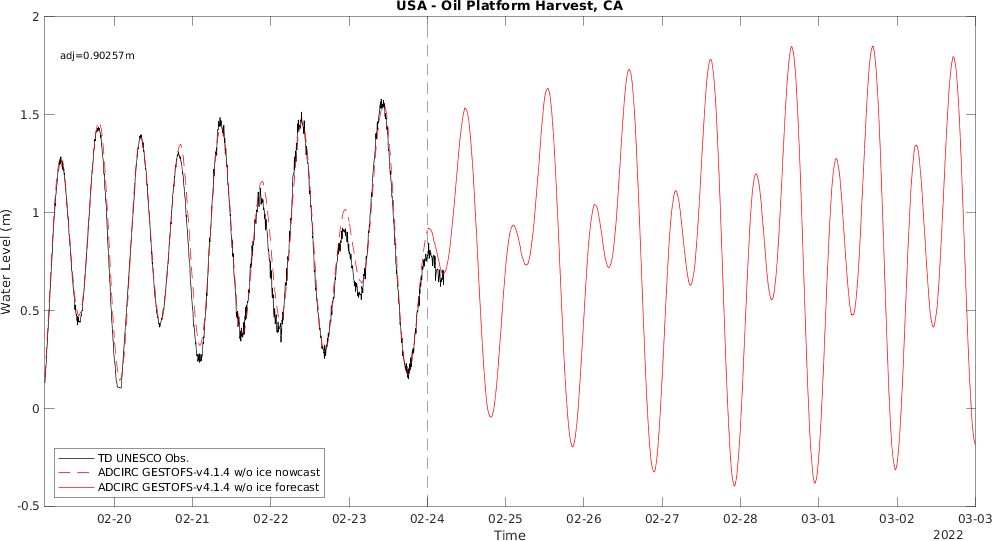 USA - Oil Platform Harvest, CA
adj=0.90257m
Water Level (m)
2
1.5
1
0.5
0
-0.5
TD UNESCO Obs.
ADCIRC GESTOFS-v4.1.4 w/o ice nowcast
ADCIRC GESTOFS-v4.1.4 w/o ice forecast
02-20 02-21 02-22 02-23 02-24 02-25 02-26 02-27 02-28 03-01 03-02 03-03
Time
2022